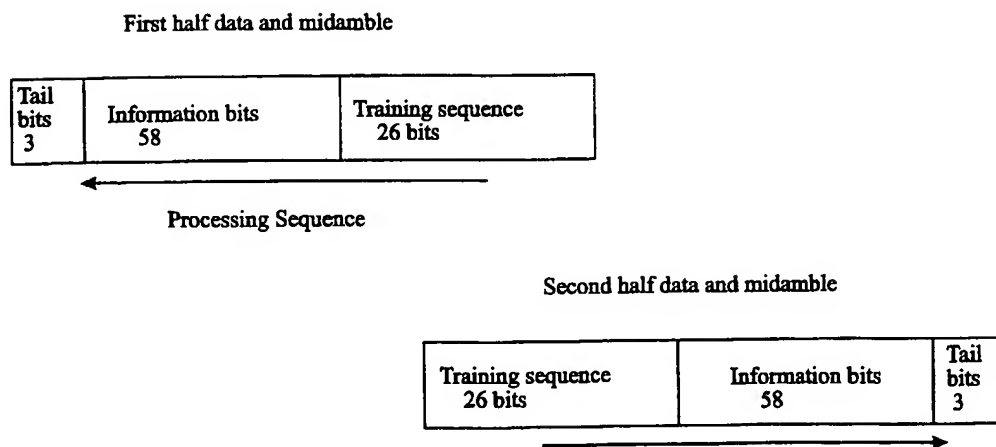 First half data and midamble
Tail
bits
3
Information bits
58
Training sequence
26 bits
Processing Sequence
Second half data and midamble
Training sequence
26 bits
Information bits
58
Tail
bits
3